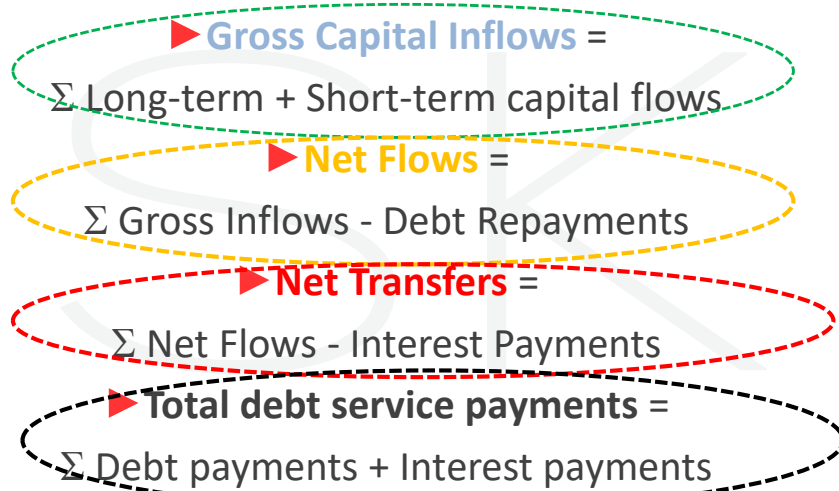 ▶Gross Capital Inflows =
Σ Long-term + Short-term capital flows
▶Net Flows =
Σ Gross Inflows - Debt Repayments
▶Net Transfers =
Σ Net Flows - Interest Payments
▶Total debt service payments =
Σ Debt payments + Interest payments
SK